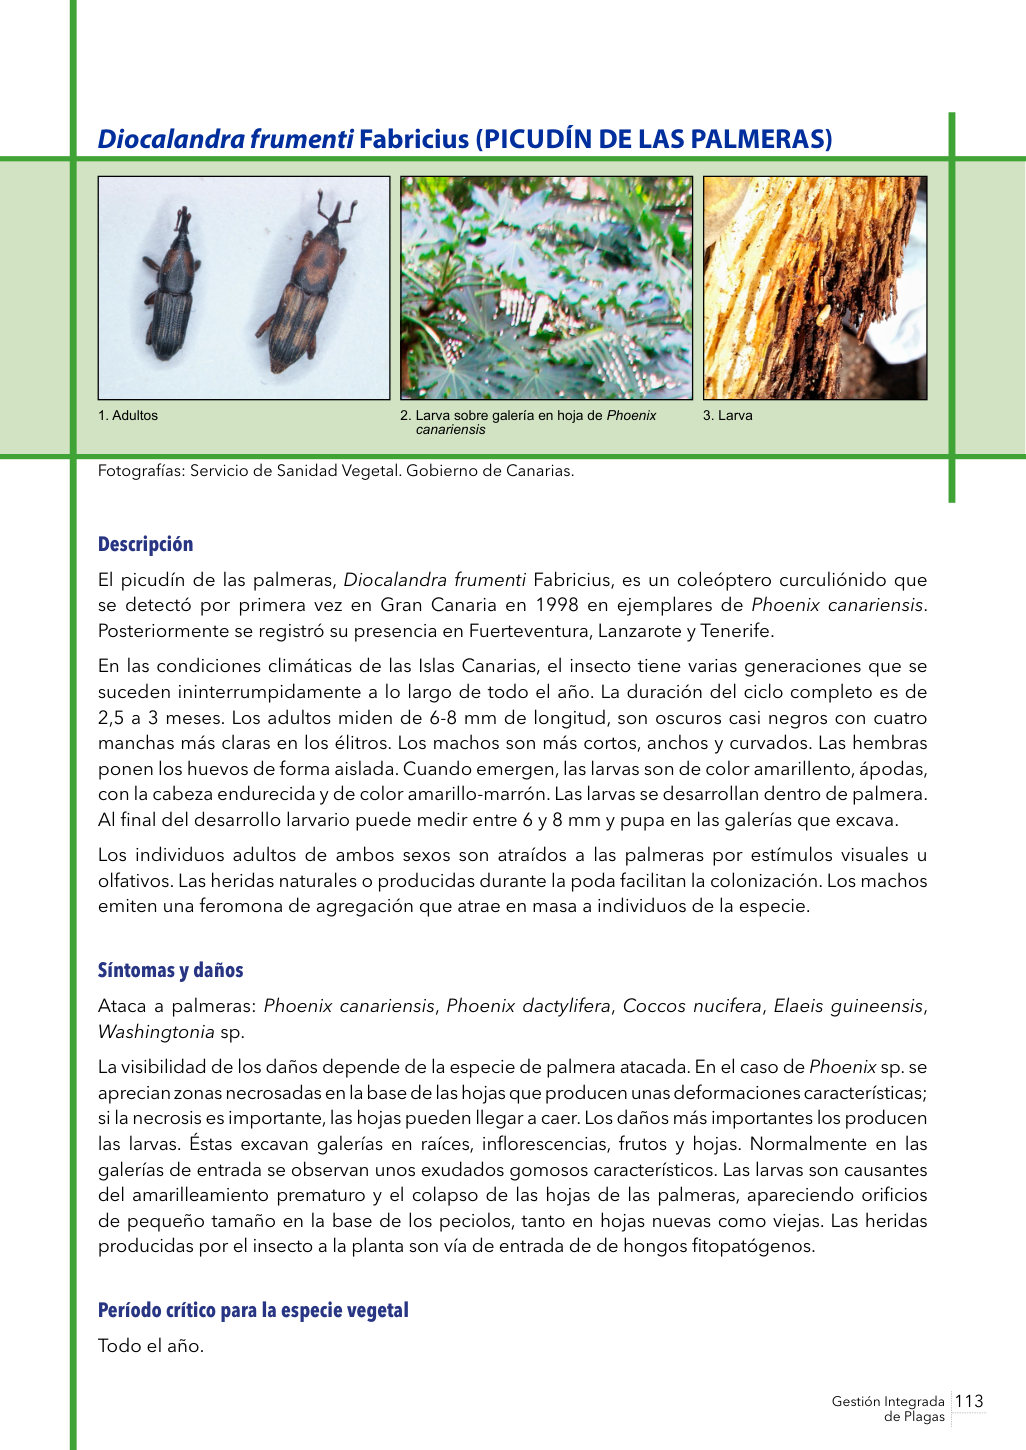 Diocalandra frumenti Fabricius (PICUDÍN DE LAS PALMERAS)
1. Adultos
2. Larva sobre galería en hoja de Phoenix
canariensis
3. Larva
Fotografías: Servicio de Sanidad Vegetal. Gobierno de Canarias.
Descripción
El picudín de las palmeras, Diocalandra frumenti Fabricius, es un coleóptero curculiónido que
se detectó por primera vez en Gran Canaria en 1998 en ejemplares de Phoenix canariensis.
Posteriormente se registró su presencia en Fuerteventura, Lanzarote y Tenerife.
En las condiciones climáticas de las Islas Canarias, el insecto tiene varias generaciones que se
suceden ininterrumpidamente a lo largo de todo el año. La duración del ciclo completo es de
2,5 a 3 meses. Los adultos miden de 6-8 mm de longitud, son oscuros casi negros con cuatro
manchas más claras en los élitros. Los machos son más cortos, anchos y curvados. Las hembras
ponen los huevos de forma aislada. Cuando emergen, las larvas son de color amarillento, ápodas,
con la cabeza endurecida y de color amarillo-marrón. Las larvas se desarrollan dentro de palmera.
Al final del desarrollo larvario puede medir entre 6 y 8 mm y pupa en las galerías que excava.
Los individuos adultos de ambos sexos son atraídos a las palmeras por estímulos visuales u
olfativos. Las heridas naturales o producidas durante la poda facilitan la colonización. Los machos
emiten una feromona de agregación que atrae en masa a individuos de la especie.
Síntomas y daños
Ataca a palmeras: Phoenix canariensis, Phoenix dactylifera, Coccos nucifera, Elaeis guineensis,
Washingtonia sp.
La visibilidad de los daños depende de la especie de palmera atacada. En el caso de Phoenix sp. se
aprecian zonas necrosadas en la base de las hojas que producen unas deformaciones características;
si la necrosis es importante, las hojas pueden llegar a caer. Los daños más importantes los producen
las larvas. Éstas excavan galerías en raíces, inflorescencias, frutos y hojas. Normalmente en las
galerías de entrada se observan unos exudados gomosos característicos. Las larvas son causantes
del amarilleamiento prematuro y el colapso de las hojas de las palmeras, apareciendo orificios
de pequeño tamaño en la base de los peciolos, tanto en hojas nuevas como viejas. Las heridas
producidas por el insecto a la planta son vía de entrada de de hongos fitopatógenos.
Período crítico para la especie vegetal
Todo el año.
Gestión Integrada
de Plagas
113